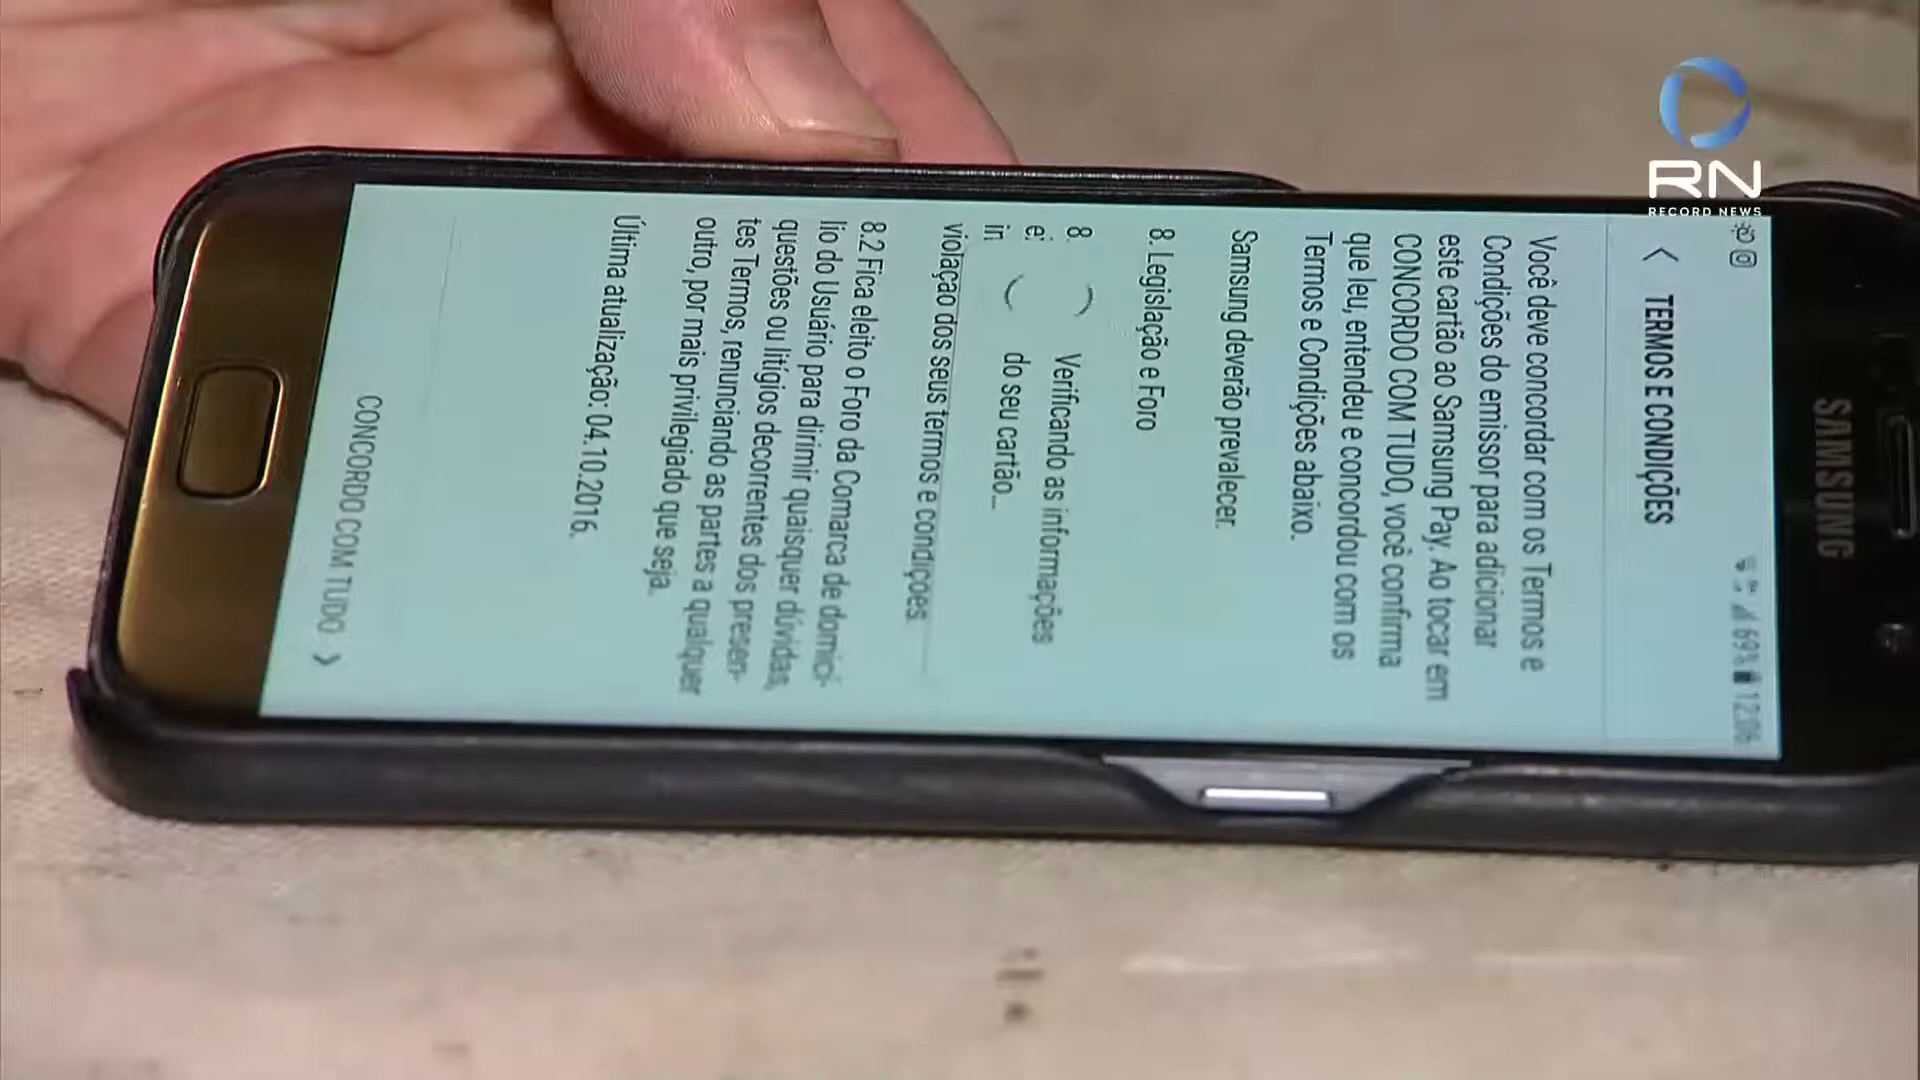 RN
RECORD NEWS
SAMSUNG
69% 12:06
TERMOS E CONDIÇÕES
Você deve concordar com os Termos e
Condições do emissor para adicionar
este cartão ao Samsung Pay. Ao tocar em
CONCORDO COM TUDO, você confirma
que leu, entendeu e concordou com os
Termos e Condições abaixo.
Samsung deverão prevalecer.
8. Legislação e Foro
8.
Verificando as informações
do seu cartão...
in
violação dos seus termos e condições.
8.2 Fica eleito o Foro da Comarca de domicí-
lio do Usuário para dirimir quaisquer dúvidas,
questões ou litígios decorrentes dos presen-
tes Termos, renunciando as partes a qualquer
outro, por mais privilegiado que seja.
Última atualização: 04.10.2016.
CONCORDO COM TUDO >